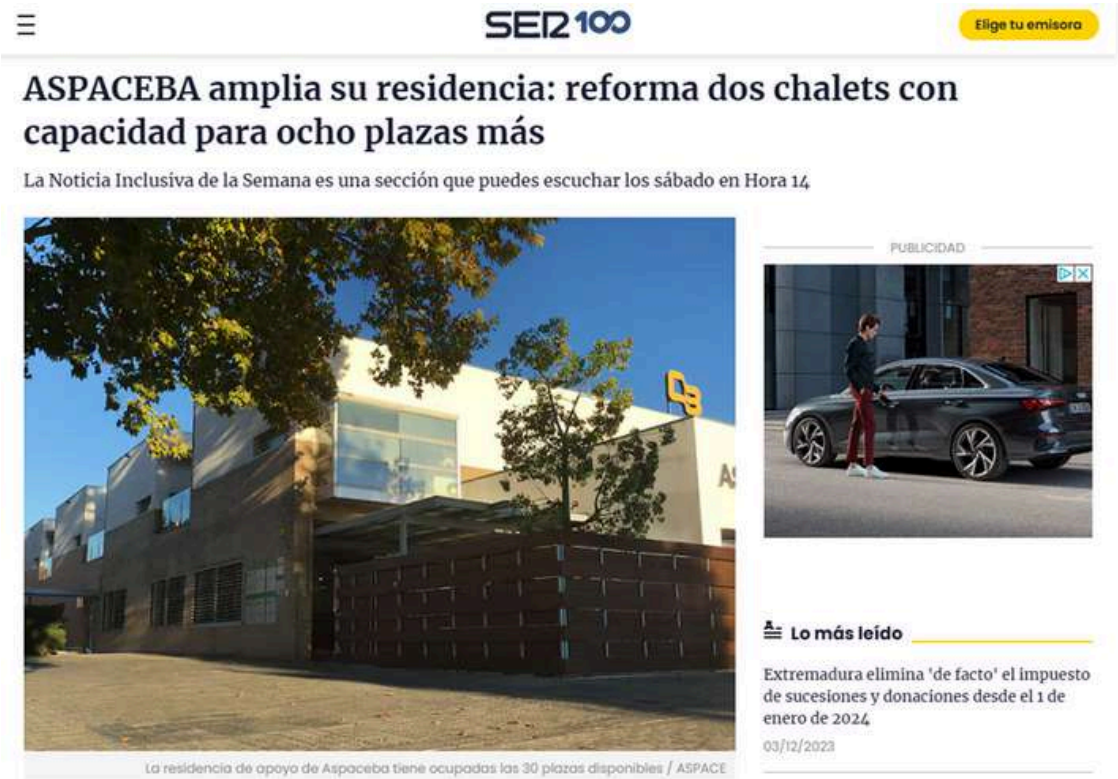 SER 100
Elige tu emisora
ASPACEBA amplia su residencia: reforma dos chalets con
capacidad para ocho plazas más
La Noticia Inclusiva de la Semana es una sección que puedes escuchar los sábado en Hora 14
PUBLICIDAD
AS
La residencia de apoyo de Aspaceba tiene ocupadas las 30 plazas disponibles / ASPACE
Lo más leído
Extremadura elimina 'de facto' el impuesto
de sucesiones y donaciones desde el 1 de
enero de 2024
03/12/2023